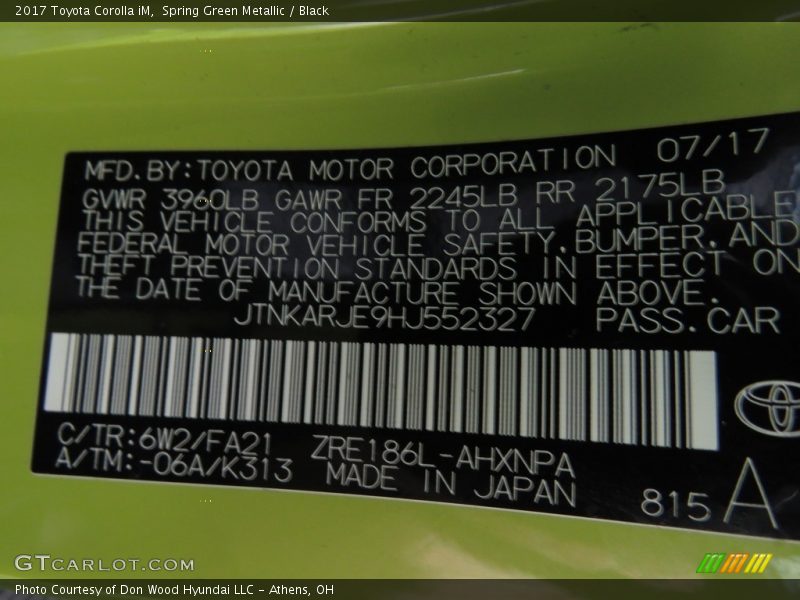 2017 Toyota Corolla iM, Spring Green Metallic / Black
MFD.BY:TOYOTA MOTOR CORPORATION 07/17
GVWR 3960LB GAWR FR 2245LB RR 2175LB
THIS VEHICLE CONFORMS TO ALL APPLICABLE
FEDERAL MOTOR VEHICLE SAFETY,BUMPER,AND
THEFT PREVENTION STANDARDS IN EFFECT ON
THE DATE OF MANUFACTURE SHOWN ABOVE.
JTNKARJE9HJ552327 PASS.CAR
C/TR:6W2/FA21 ZRE186L-AHXNPA
A/TM:-06A/K313 MADE IN JAPAN
815 A
GTCARLOT.COM
Photo Courtesy of Don Wood Hyundai LLC - Athens, OH